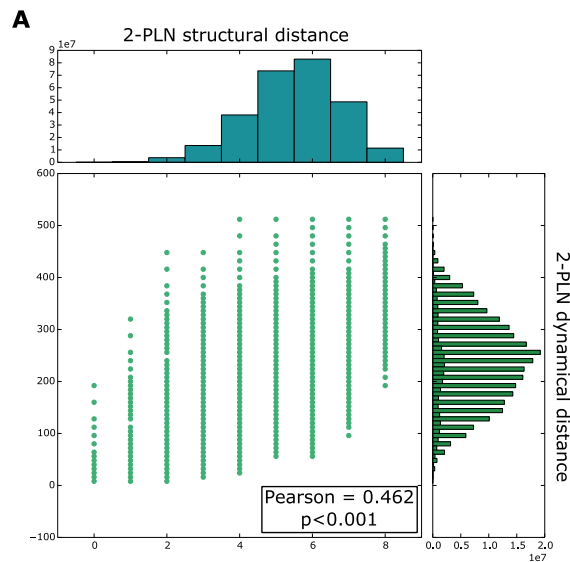 A
2-PLN structural distance
1e7
9
8
7
6
5
4
3
2
1
0
600
500
400
300
200
100
0
−100
0 2 4 6 8
Pearson = 0.462
p<0.001
2-PLN dynamical distance
0.0 0.5 1.0 1.5 2.0
1e7